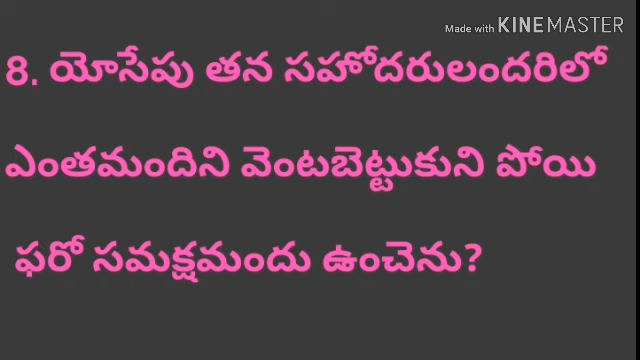 Made with KINEMASTER
8. యోసేపు తన సహోదరులందరిలో
ఎంతమందిని వెంటబెట్టుకుని పోయి
ఫరో సమక్షమందు ఉంచెను?